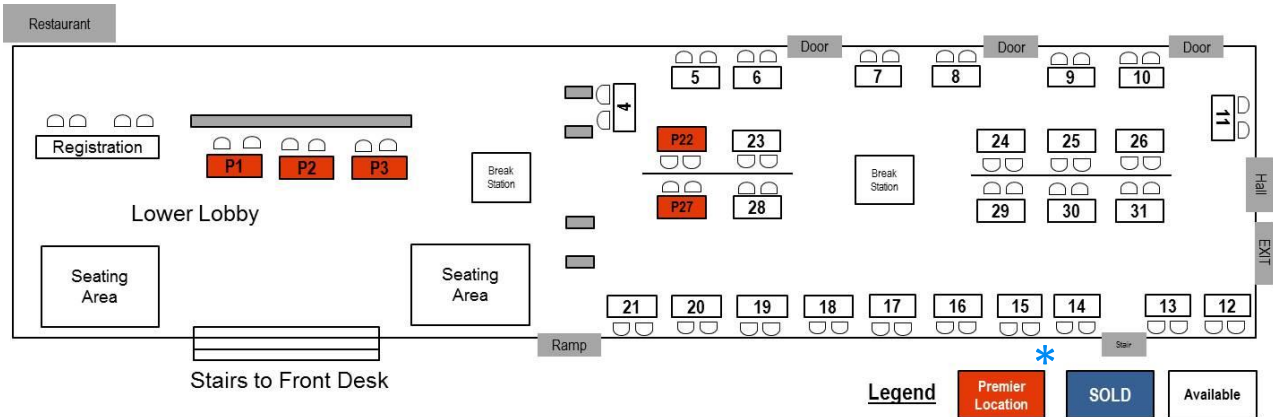 Restaurant
Door
Door
Door
5
6
7
8
9
10
4
11
Registration
P1
P2
P3
P22
23
24
25
26
Break
Station
Break
Station
Hall
Lower Lobby
P27
28
29
30
31
EXIT
Seating
Area
Seating
Area
21
20
19
18
17
16
15
14
13
12
Ramp
Stair
Stairs to Front Desk
*
Legend
Premier
Location
SOLD
Available